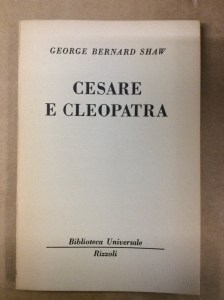 GEORGE BERNARD SHAW
CESARE
E CLEOPATRA
Biblioteca Universale
Rizzoli